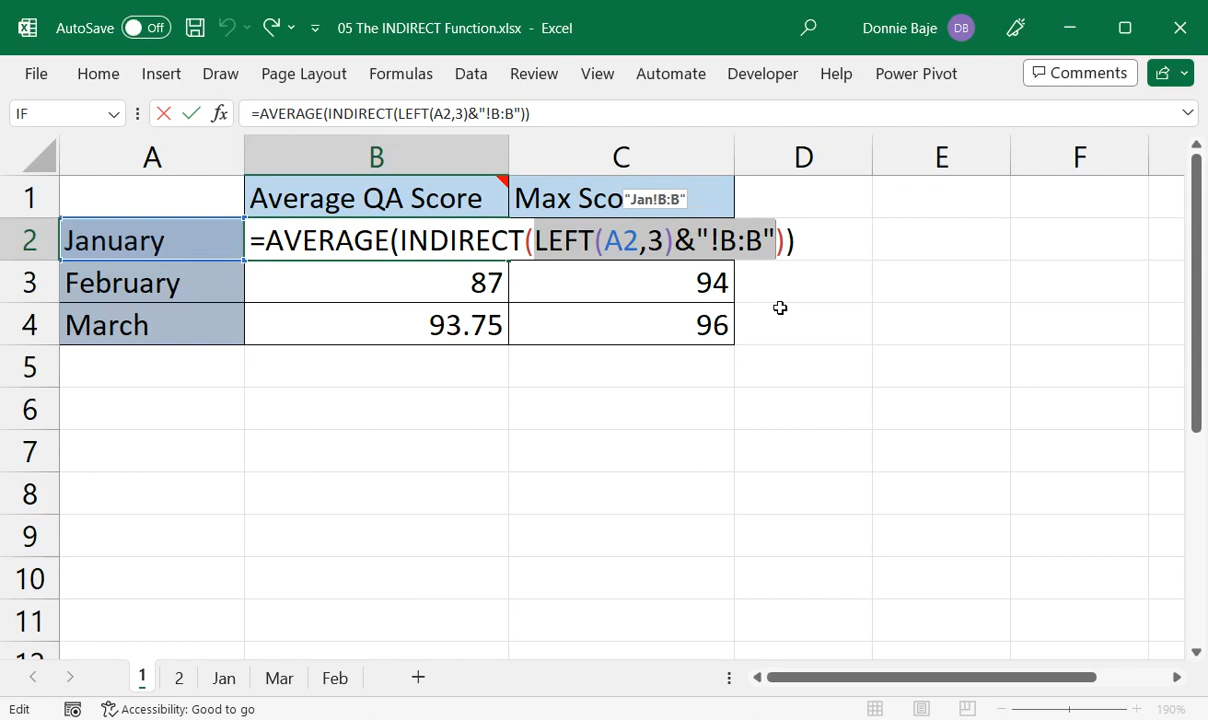 AutoSave Off 05 The INDIRECT Function.xlsx - Excel Donnie Baje DB
File Home Insert Draw Page Layout Formulas Data Review View Automate Developer Help Power Pivot Comments
IF fx =AVERAGE(INDIRECT(LEFT(A2,3)&"!B:B"))
A B C D E F
1 Average QA Score Max Sco "Jan!B:B"
2 January =AVERAGE(INDIRECT(LEFT(A2,3)&"!B:B"))
3 February 87 94
4 March 93.75 96
5
6
7
8
9
10
11
12
1 2 Jan Mar Feb
Edit Accessibility: Good to go 190%